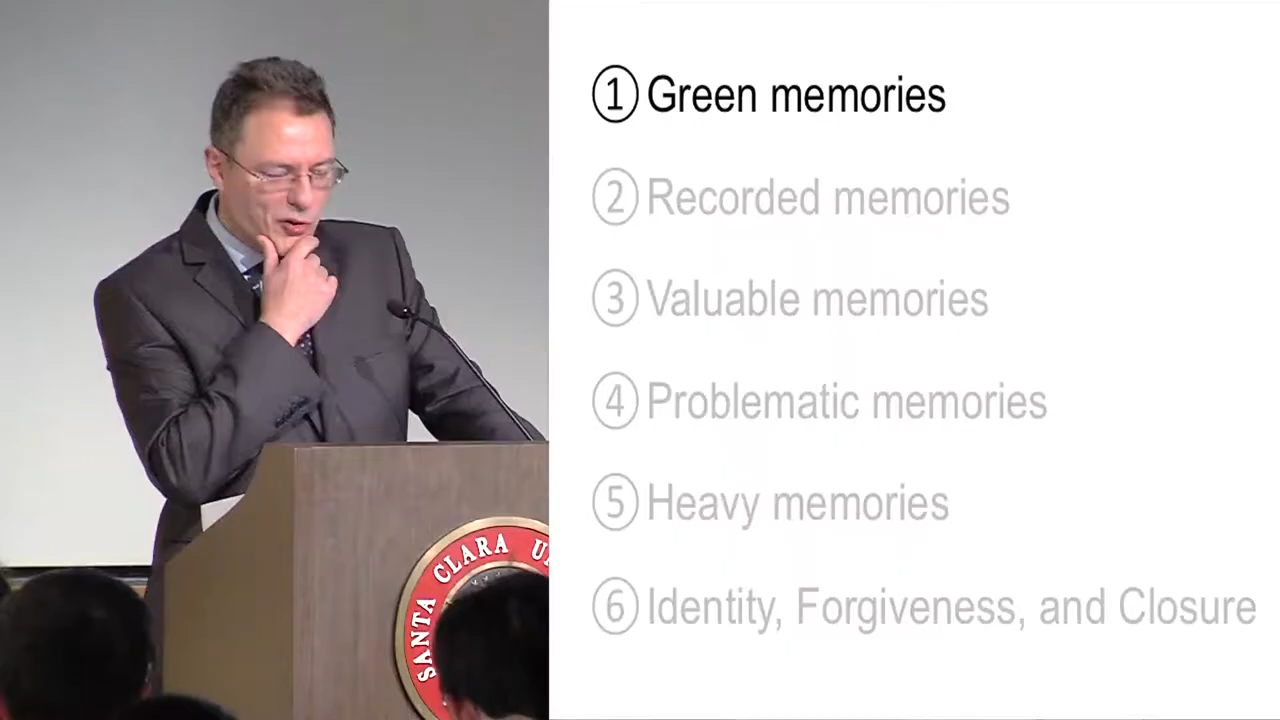 ① Green memories
② Recorded memories
③ Valuable memories
④ Problematic memories
⑤ Heavy memories
⑥ Identity, Forgiveness, and Closure
SANTA CLARA